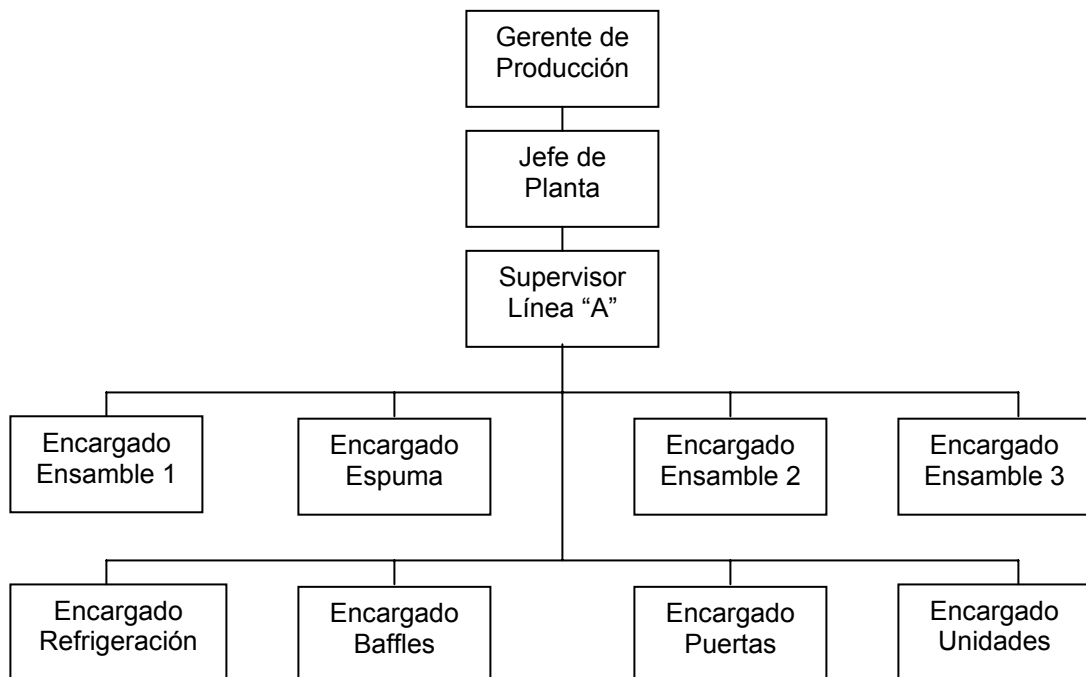 Gerente de
Producción
Jefe de
Planta
Supervisor
Línea “A”
Encargado
Ensamble 1
Encargado
Espuma
Encargado
Ensamble 2
Encargado
Ensamble 3
Encargado
Refrigeración
Encargado
Baffles
Encargado
Puertas
Encargado
Unidades